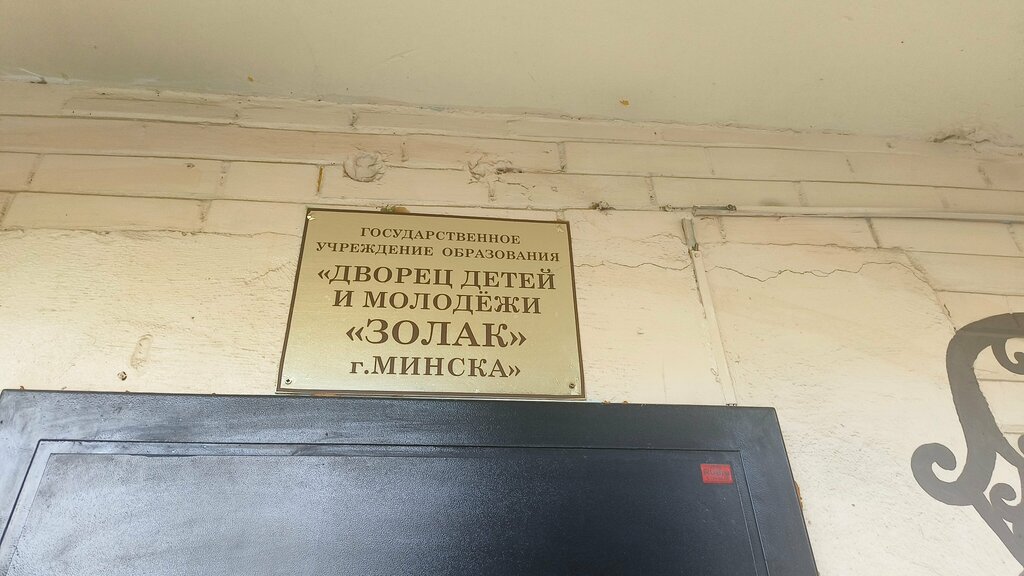 ГОСУДАРСТВЕННОЕ
УЧРЕЖДЕНИЕ ОБРАЗОВАНИЯ
«ДВОРЕЦ ДЕТЕЙ
И МОЛОДЁЖИ
«ЗОЛАК»
г.МИНСКА»